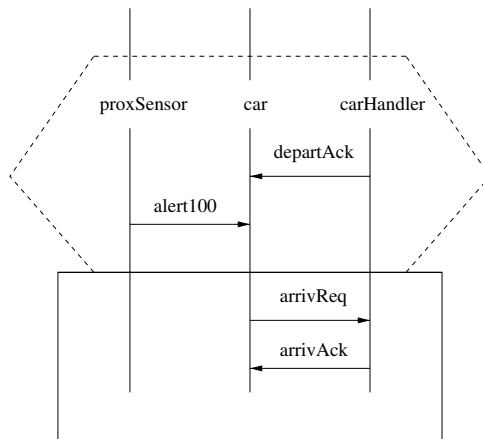 proxSensor car carHandler
departAck
alert100
arrivReq
arrivAck